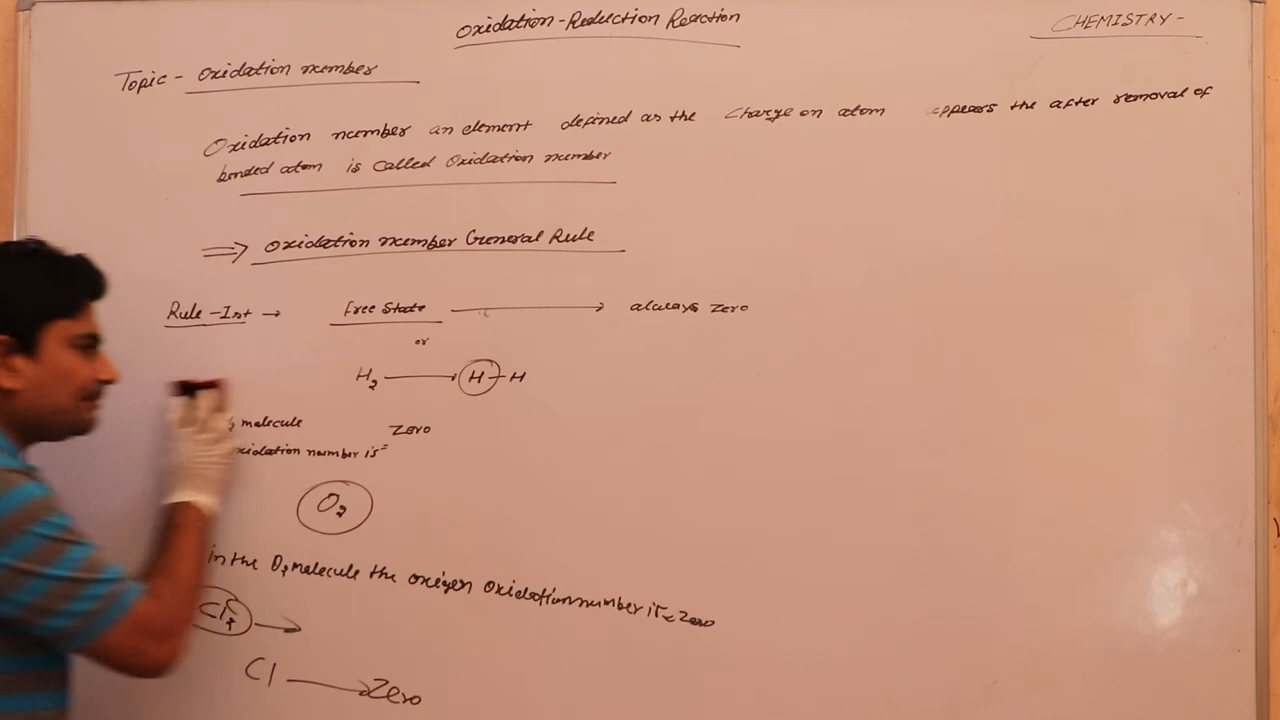 Oxidation-Reduction Reaction
CHEMISTRY-
Topic - Oxidation number
Oxidation number an element defined as the charge on atom appears the after removal of
bonded atom is called Oxidation number
⇒ Oxidation number General Rule
Rule-Ist → Free State → always zero
or
H2 → H-H
molecule Zero
oxidation number is =
O2
in the O2 molecule the oxigen oxidation number is = zero
Cl2 →
Cl → Zero